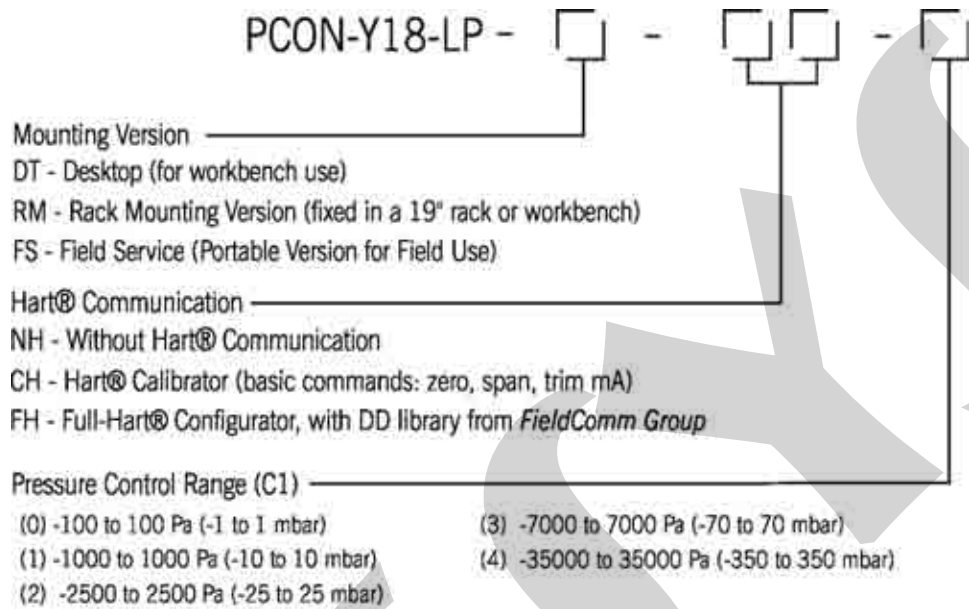 PCON-Y18-LP - □ - □□ - □
Mounting Version
DT - Desktop (for workbench use)
RM - Rack Mounting Version (fixed in a 19" rack or workbench)
FS - Field Service (Portable Version for Field Use)
Hart® Communication
NH - Without Hart® Communication
CH - Hart® Calibrator (basic commands: zero, span, trim mA)
FH - Full-Hart® Configurator, with DD library from FieldComm Group
Pressure Control Range (C1)
(0) -100 to 100 Pa (-1 to 1 mbar)
(1) -1000 to 1000 Pa (-10 to 10 mbar)
(2) -2500 to 2500 Pa (-25 to 25 mbar)
(3) -7000 to 7000 Pa (-70 to 70 mbar)
(4) -35000 to 35000 Pa (-350 to 350 mbar)